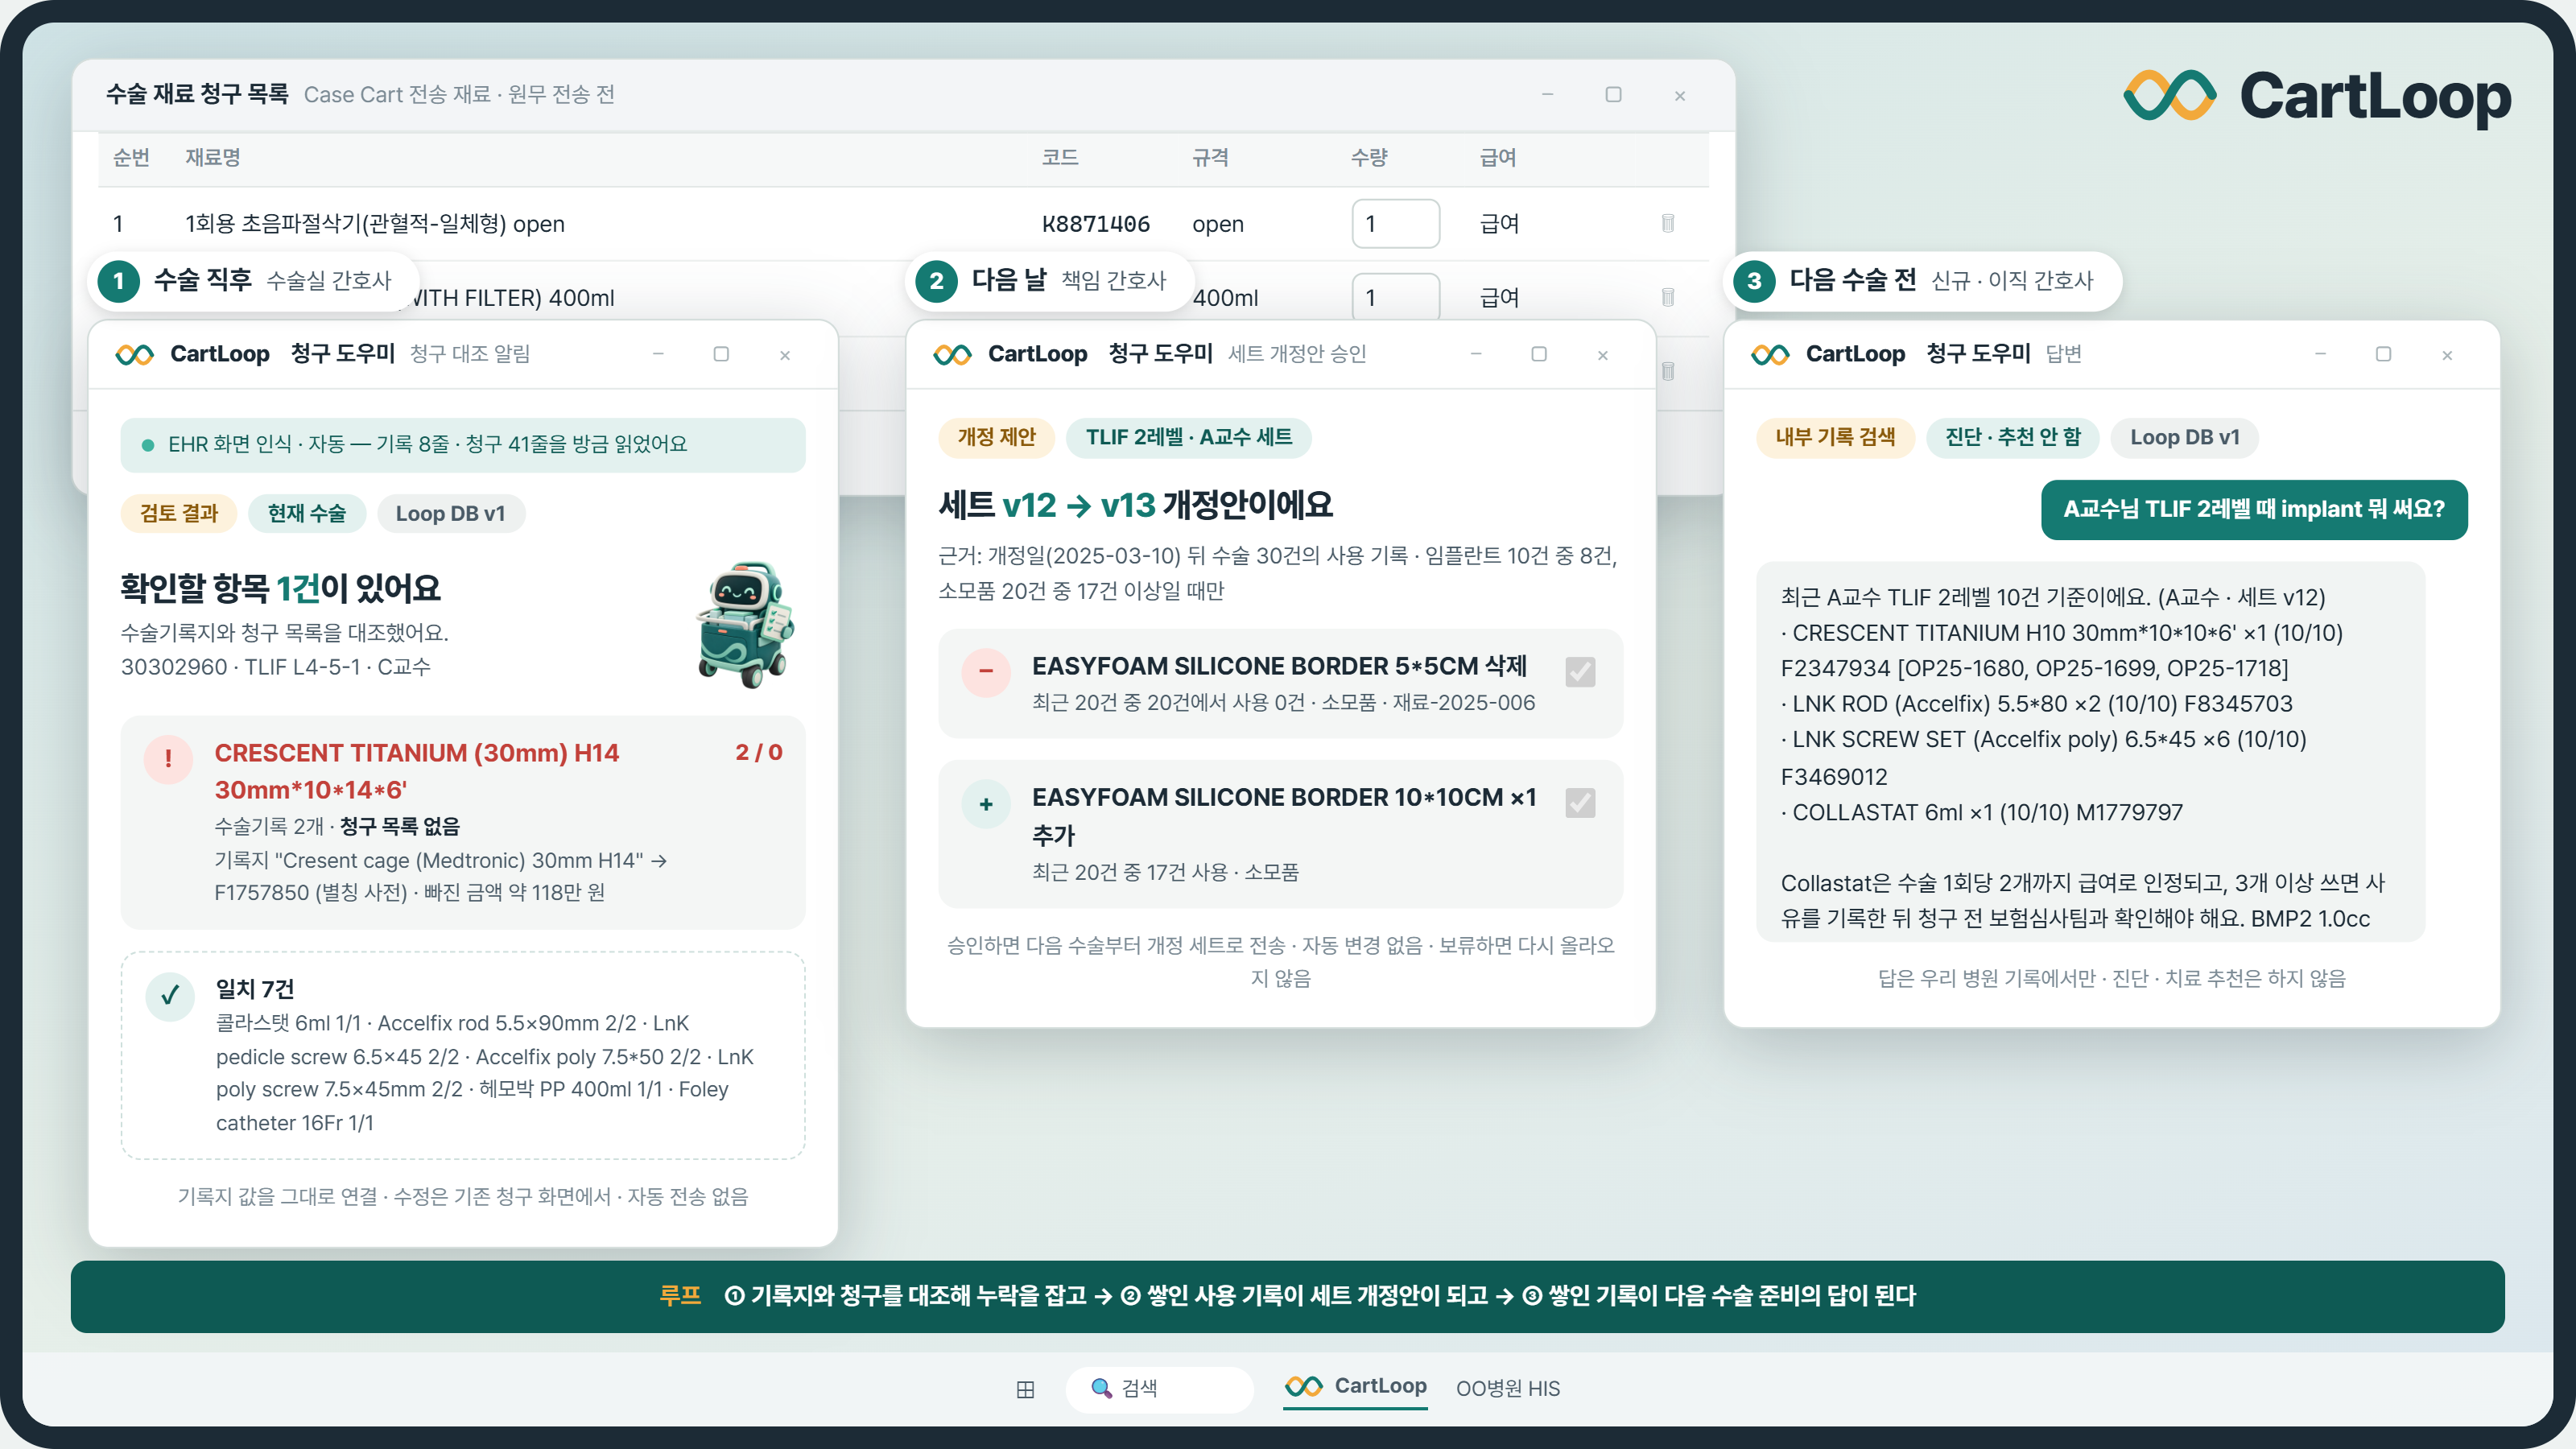 수술 재료 청구 목록 Case Cart 전송 재료 · 원무 전송 전
CartLoop
순번 재료명 코드 규격 수량 급여
1 1회용 초음파절삭기(관혈적-일체형) open K8871406 open 1 급여
WITH FILTER) 400ml 400ml 1 급여
1 수술 직후 수술실 간호사
CartLoop 청구 도우미 청구 대조 알림
EHR 화면 인식 · 자동 — 기록 8줄 · 청구 41줄을 방금 읽었어요
검토 결과 현재 수술 Loop DB v1
확인할 항목 1건이 있어요
수술기록지와 청구 목록을 대조했어요.
30302960 · TLIF L4-5-1 · C교수
! CRESCENT TITANIUM (30mm) H14 2 / 0
30mm*10*14*6'
수술기록 2개 · 청구 목록 없음
기록지 "Cresent cage (Medtronic) 30mm H14" →
F1757850 (별칭 사전) · 빠진 금액 약 118만 원
✓ 일치 7건
콜라스탯 6ml 1/1 · Accelfix rod 5.5×90mm 2/2 · LnK
pedicle screw 6.5×45 2/2 · Accelfix poly 7.5*50 2/2 · LnK
poly screw 7.5×45mm 2/2 · 헤모박 PP 400ml 1/1 · Foley
catheter 16Fr 1/1
기록지 값을 그대로 연결 · 수정은 기존 청구 화면에서 · 자동 전송 없음
2 다음 날 책임 간호사
CartLoop 청구 도우미 세트 개정안 승인
개정 제안 TLIF 2레벨 · A교수 세트
세트 v12 → v13 개정안이에요
근거: 개정일(2025-03-10) 뒤 수술 30건의 사용 기록 · 임플란트 10건 중 8건,
소모품 20건 중 17건 이상일 때만
− EASYFOAM SILICONE BORDER 5*5CM 삭제
최근 20건 중 20건에서 사용 0건 · 소모품 · 재료-2025-006
+ EASYFOAM SILICONE BORDER 10*10CM ×1
추가
최근 20건 중 17건 사용 · 소모품
승인하면 다음 수술부터 개정 세트로 전송 · 자동 변경 없음 · 보류하면 다시 올라오
지 않음
3 다음 수술 전 신규 · 이직 간호사
CartLoop 청구 도우미 답변
내부 기록 검색 진단 · 추천 안 함 Loop DB v1
A교수님 TLIF 2레벨 때 implant 뭐 써요?
최근 A교수 TLIF 2레벨 10건 기준이에요. (A교수 · 세트 v12)
· CRESCENT TITANIUM H10 30mm*10*10*6' ×1 (10/10)
F2347934 [OP25-1680, OP25-1699, OP25-1718]
· LNK ROD (Accelfix) 5.5*80 ×2 (10/10) F8345703
· LNK SCREW SET (Accelfix poly) 6.5*45 ×6 (10/10)
F3469012
· COLLASTAT 6ml ×1 (10/10) M1779797
Collastat은 수술 1회당 2개까지 급여로 인정되고, 3개 이상 쓰면 사
유를 기록한 뒤 청구 전 보험심사팀과 확인해야 해요. BMP2 1.0cc
답은 우리 병원 기록에서만 · 진단 · 치료 추천은 하지 않음
루프 ① 기록지와 청구를 대조해 누락을 잡고 → ② 쌓인 사용 기록이 세트 개정안이 되고 → ③ 쌓인 기록이 다음 수술 준비의 답이 된다
검색 CartLoop OO병원 HIS